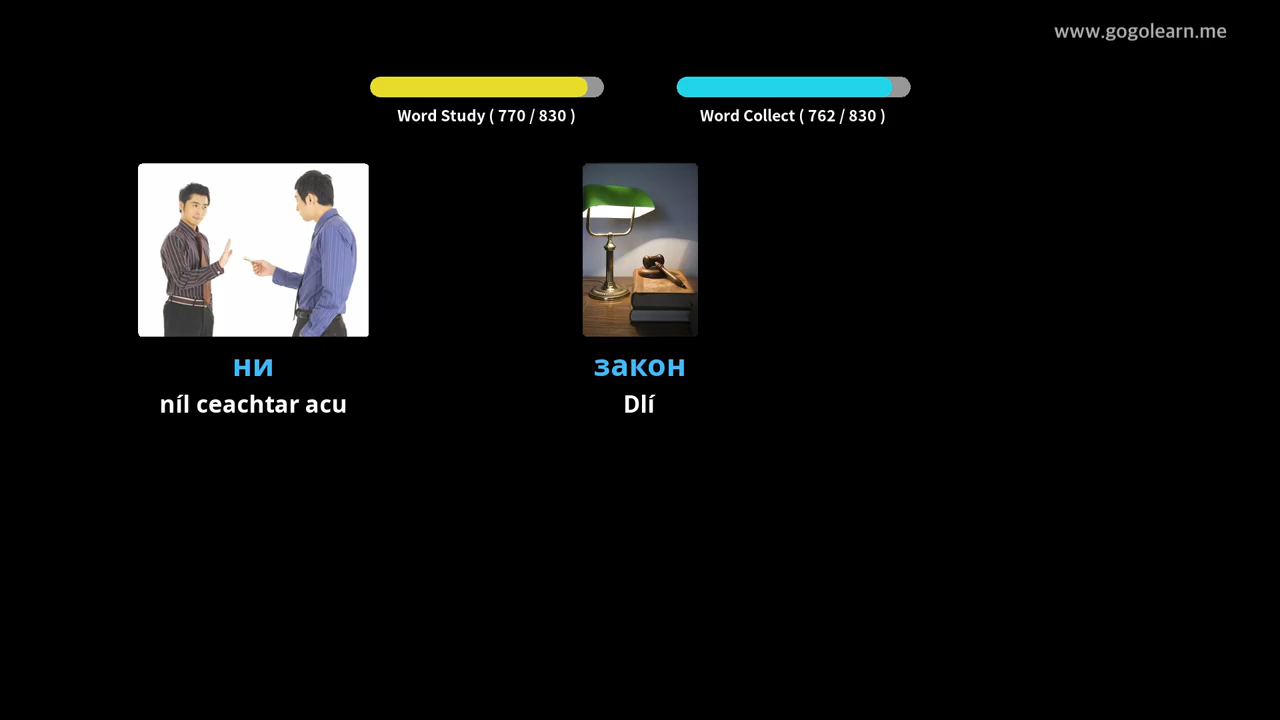 www.gogolearn.me
Word Study ( 770 / 830 )
Word Collect ( 762 / 830 )
ни
níl ceachtar acu
закон
Dlí